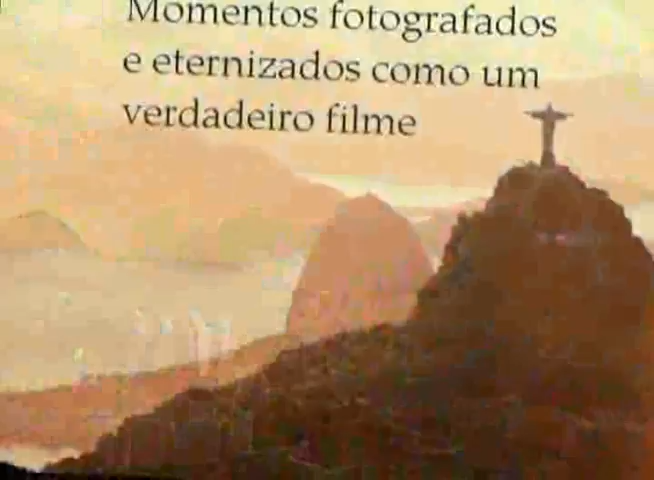 Momentos fotografados
e eternizados como um
verdadeiro filme